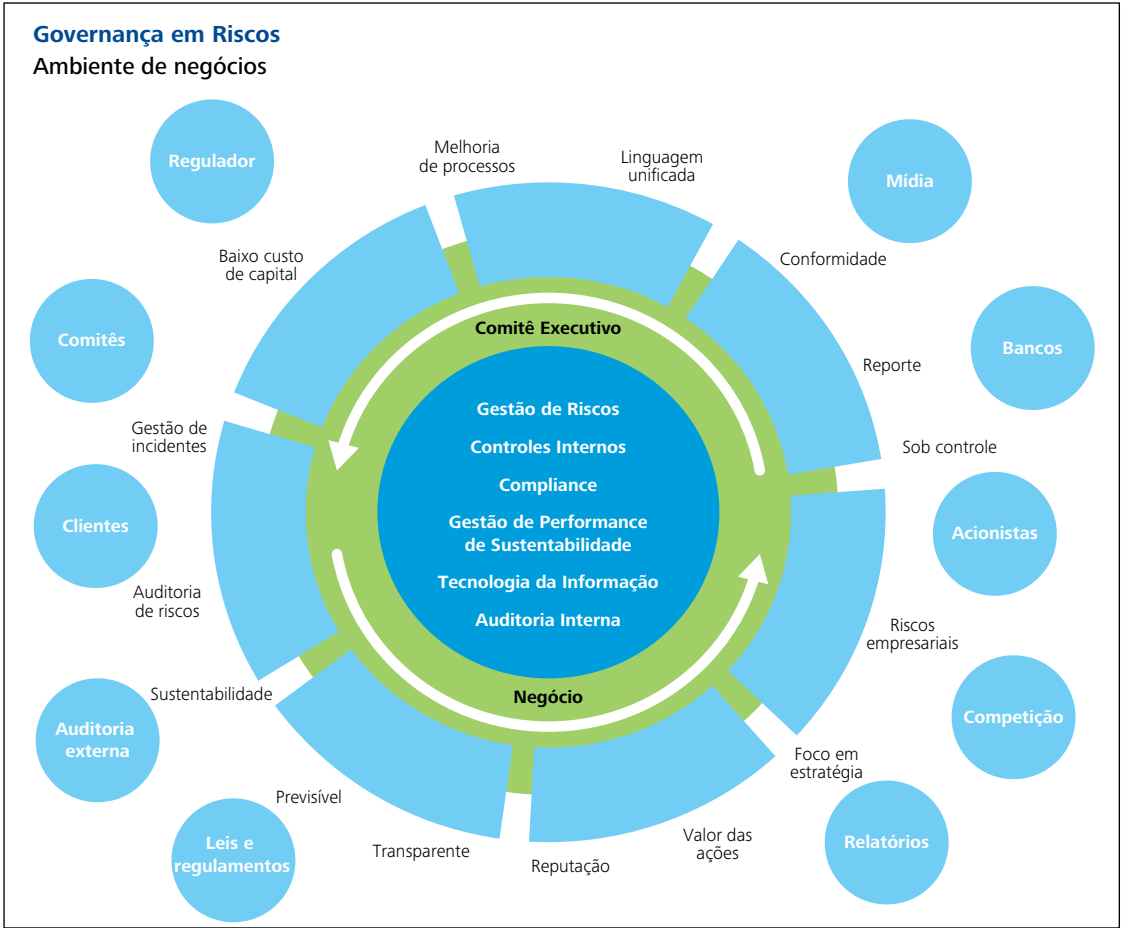 Governança em Riscos
Ambiente de negócios
Regulador
Melhoria
de processos
Linguagem
unificada
Mídia
Baixo custo
de capital
Conformidade
Comitês
Comitê Executivo
Bancos
Reporte
Gestão de Riscos
Gestão de
incidentes
Controles Internos
Sob controle
Compliance
Clientes
Gestão de Performance
de Sustentabilidade
Acionistas
Auditoria
de riscos
Tecnologia da Informação
Auditoria Interna
Riscos
empresariais
Sustentabilidade
Negócio
Auditoria
externa
Competição
Foco em
estratégia
Previsível
Leis e
regulamentos
Transparente
Reputação
Valor das
ações
Relatórios